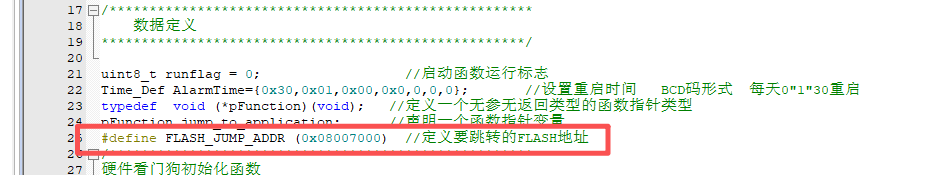 17 /****************************************************
18 数据定义
19 ****************************************************/
20
21 uint8_t runflag = 0; //启动函数运行标志
22 Time_Def AlarmTime={0x30,0x01,0x00,0x0,0,0,0}; //设置重启时间 BCD码形式 每天0"1"30重启
23 typedef void (*pFunction)(void); //定义一个无参无返回类型的函数指针类型
24 pFunction jump_to_application; //声明一个函数指针变量
25 #define FLASH_JUMP_ADDR (0x08007000) //定义要跳转的FLASH地址
26 /****************************************************
27 硬件看门狗初始化函数